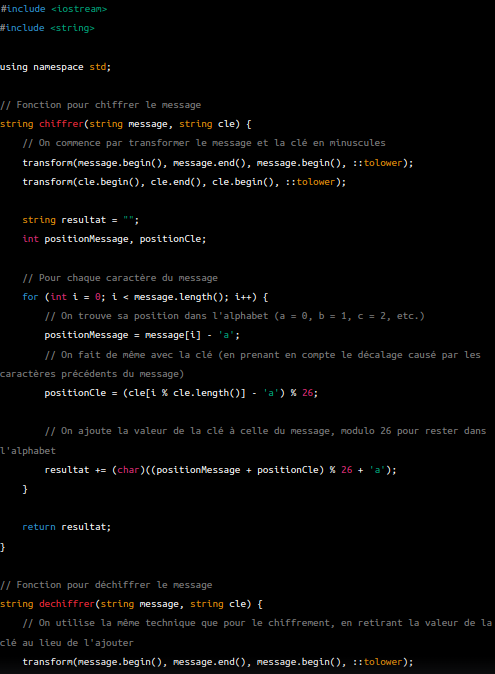 #include <iostream>
#include <string>
using namespace std;
// Fonction pour chiffrer le message
string chiffrer(string message, string cle) {
// On commence par transformer le message et la clé en minuscules
transform(message.begin(), message.end(), message.begin(), ::tolower);
transform(cle.begin(), cle.end(), cle.begin(), ::tolower);
string resultat = "";
int positionMessage, positionCle;
// Pour chaque caractère du message
for (int i = 0; i < message.length(); i++) {
// On trouve sa position dans l'alphabet (a = 0, b = 1, c = 2, etc.)
positionMessage = message[i] - 'a';
// On fait de même avec la clé (en prenant en compte le décalage causé par les
caractères précédents du message)
positionCle = (cle[i % cle.length()] - 'a') % 26;
// On ajoute la valeur de la clé à celle du message, modulo 26 pour rester dans
l'alphabet
resultat += (char)((positionMessage + positionCle) % 26 + 'a');
}
return resultat;
}
// Fonction pour déchiffrer le message
string dechiffrer(string message, string cle) {
// On utilise la même technique que pour le chiffrement, en retirant la valeur de la
clé au lieu de l'ajouter
transform(message.begin(), message.end(), message.begin(), ::tolower);